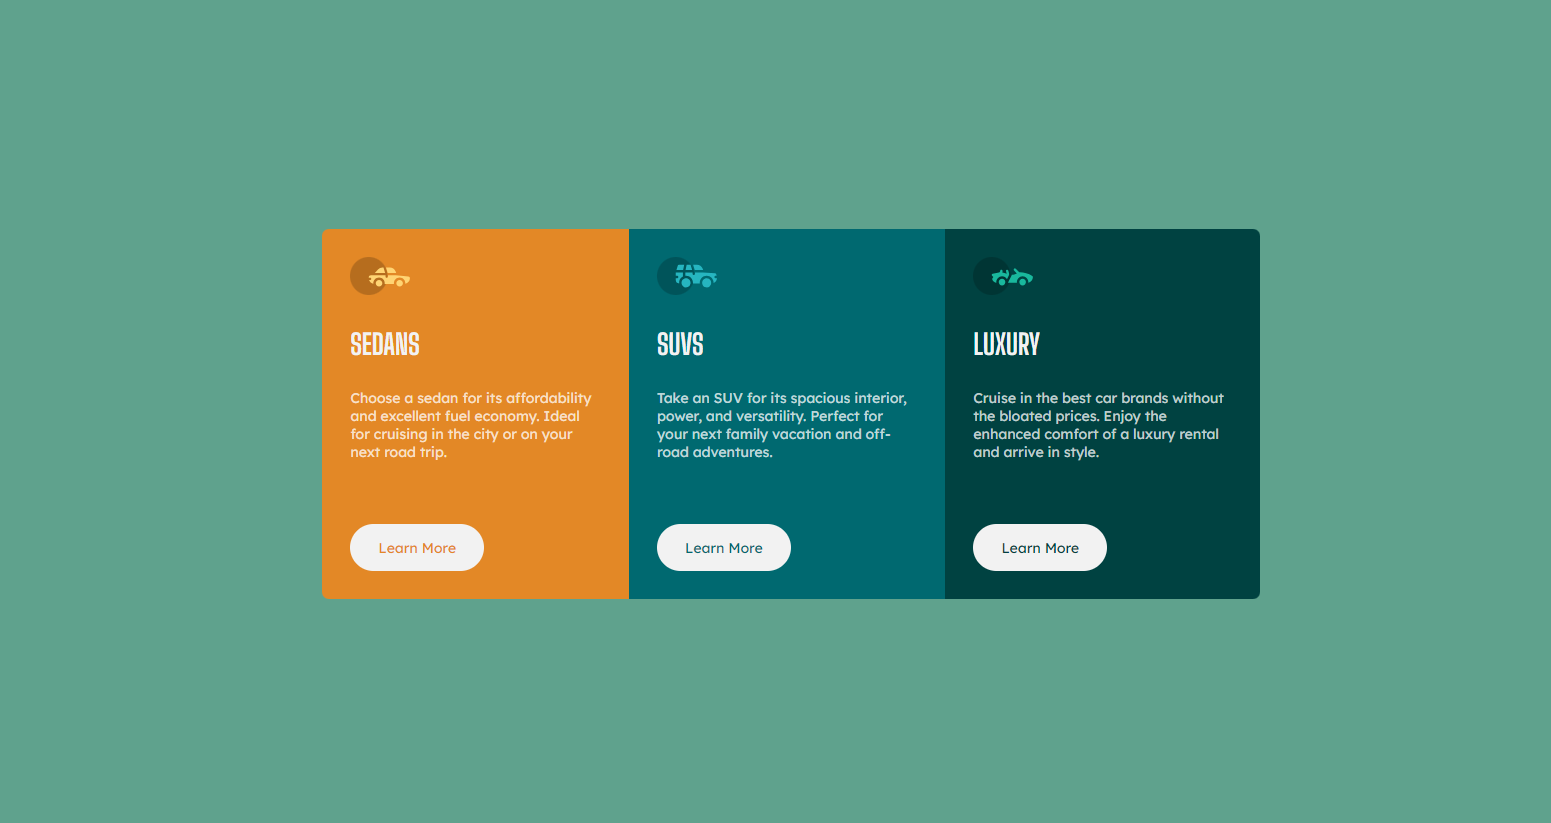 SEDANS
Choose a sedan for its affordability
and excellent fuel economy. Ideal
for cruising in the city or on your
next road trip.
Learn More
SUVS
Take an SUV for its spacious interior,
power, and versatility. Perfect for
your next family vacation and off-
road adventures.
Learn More
LUXURY
Cruise in the best car brands without
the bloated prices. Enjoy the
enhanced comfort of a luxury rental
and arrive in style.
Learn More